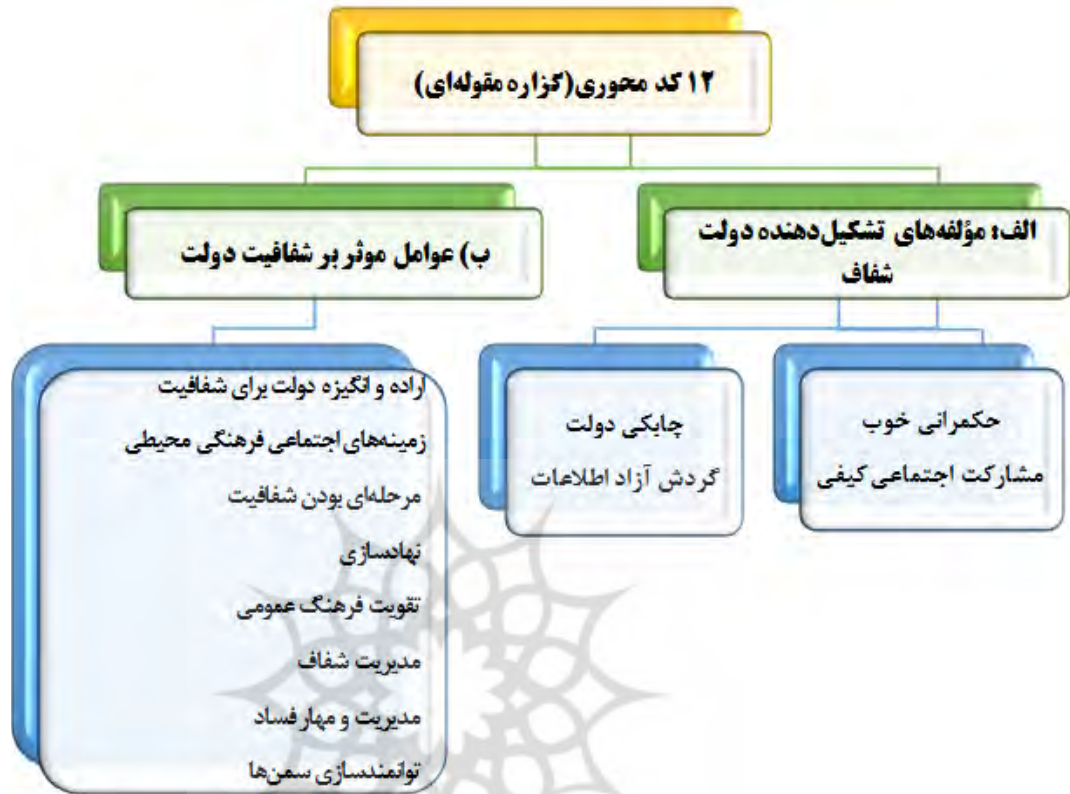 ۱۲ کد محوری(گزاره مقوله‌ای)
الف: مؤلفه‌های تشکیل‌دهنده دولت
شفاف
ب) عوامل موثر بر شفافیت دولت
حکمرانی خوب
مشارکت اجتماعی کیفی
چابکی دولت
گردش آزاد اطلاعات
اراده و انگیزه دولت برای شفافیت
زمینه‌های اجتماعی فرهنگی محیطی
مرحله‌ای بودن شفافیت
نهادسازی
تقویت فرهنگ عمومی
مدیریت شفاف
مدیریت و مهار فساد
توانمندسازی سمن‌ها